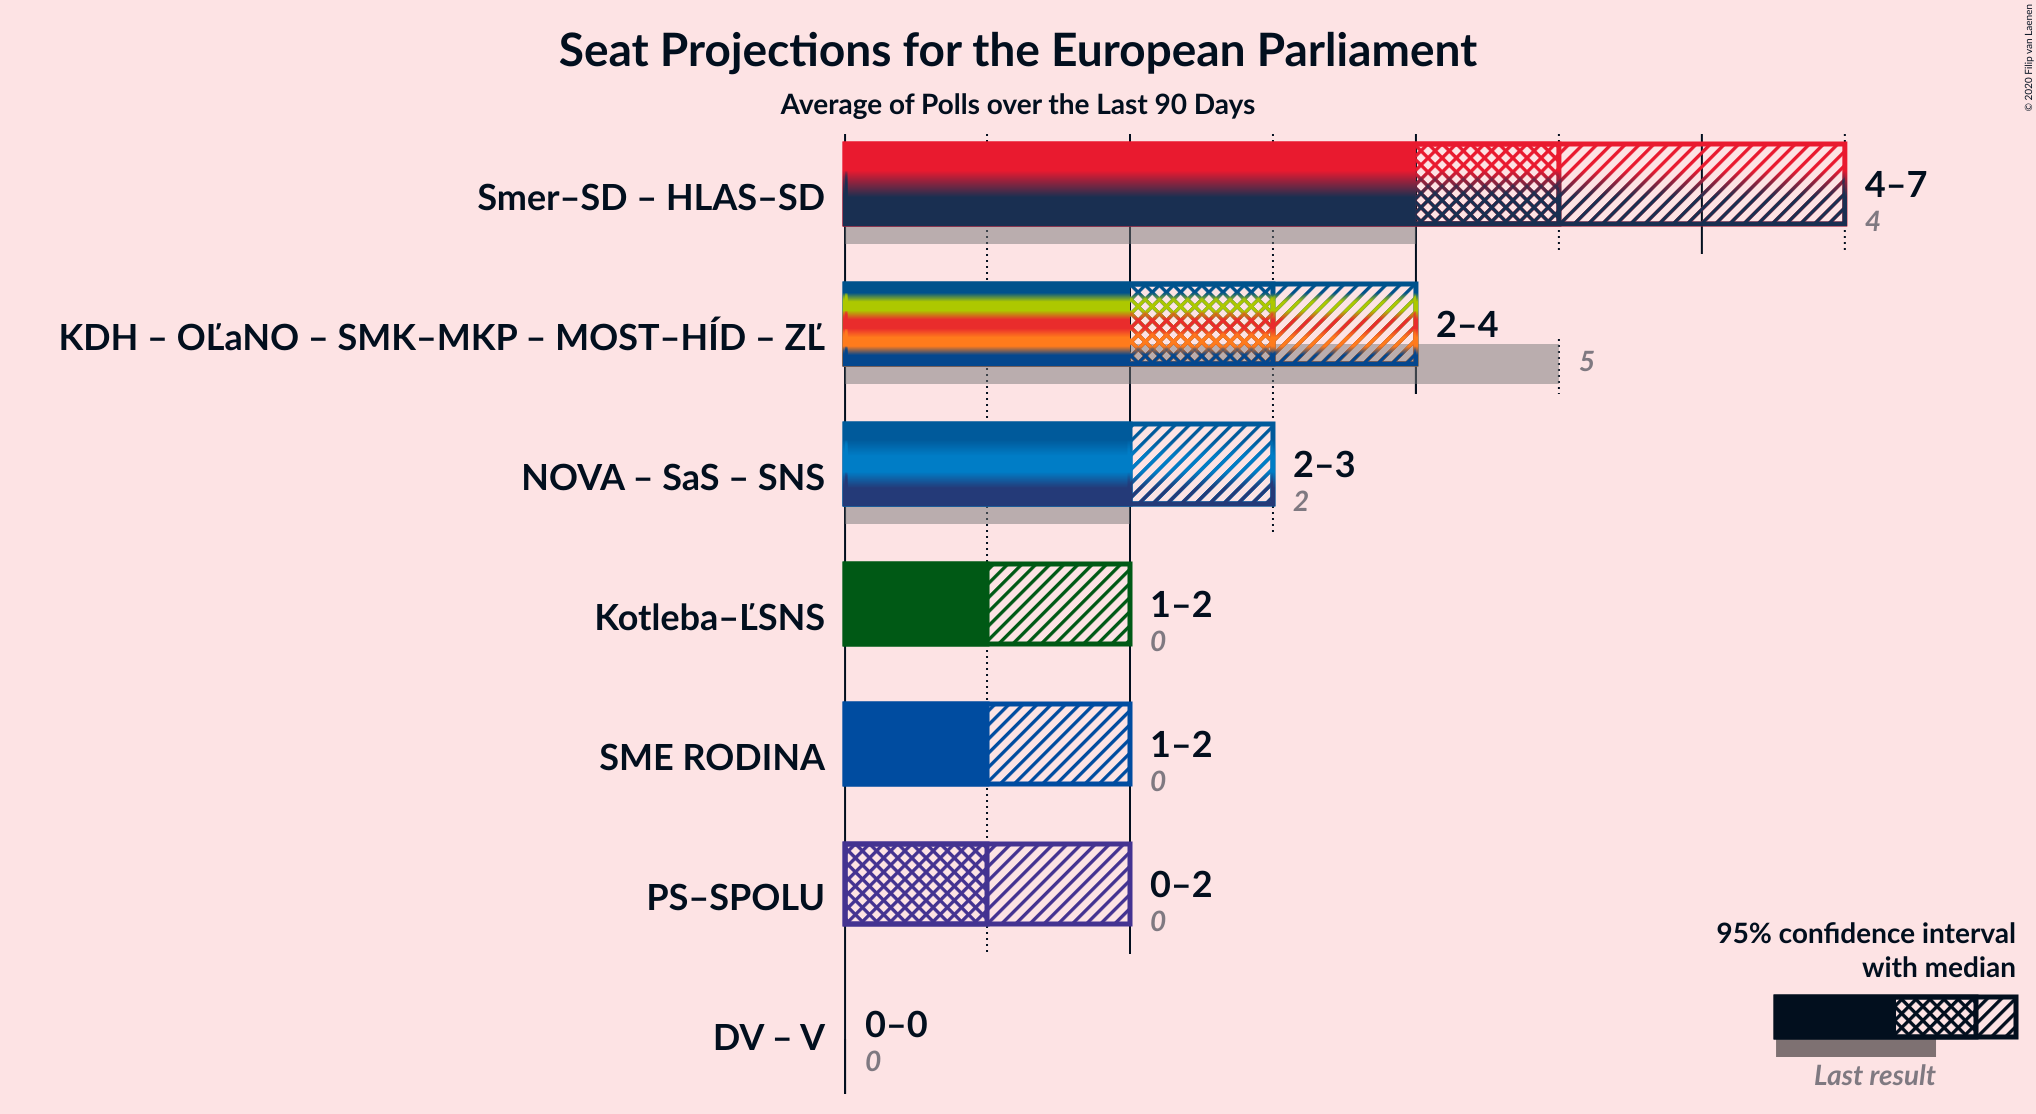 Seat Projections for the European Parliament
Average of Polls over the Last 90 Days
© 2020 Filip van Laenen
Smer–SD – HLAS–SD
4–7
4
KDH – OĽaNO – SMK–MKP – MOST–HÍD – ZĽ
2–4
5
NOVA – SaS – SNS
2–3
2
Kotleba–ĽSNS
1–2
0
SME RODINA
1–2
0
PS–SPOLU
0–2
0
DV – V
0–0
0
95% confidence interval
with median
Last result